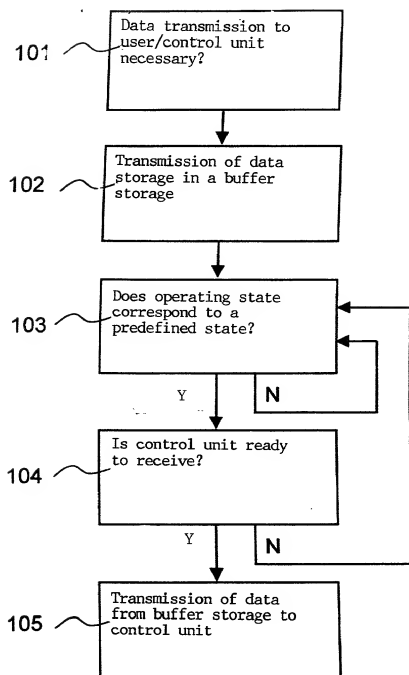 101
Data transmission to
user/control unit
necessary?
102
Transmission of data
storage in a buffer
storage
103
Does operating state
correspond to a
predefined state?
Y
N
104
Is control unit ready
to receive?
Y
N
105
Transmission of data
from buffer storage to
control unit